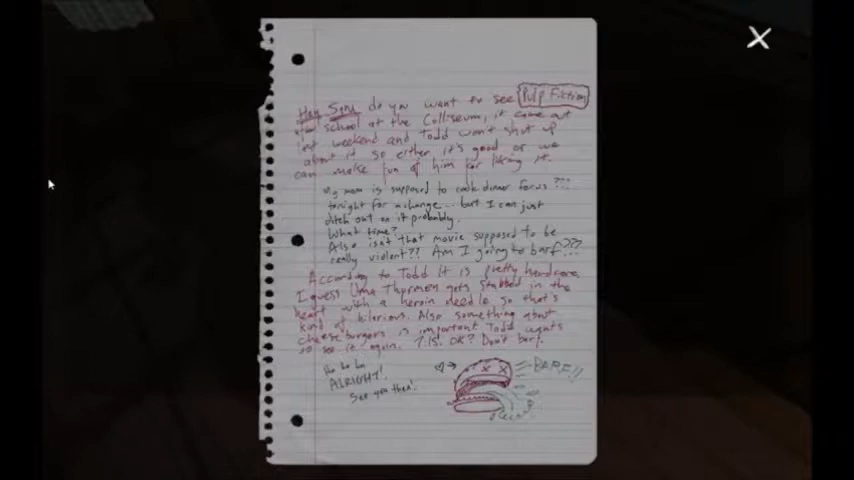 Hey Sam do you want to see Pulp Fiction
after school at the Colliseum, it came out
last weekend and Todd won't shut up
about it so either it's good or we
can make fun of him for liking it.
My mom is supposed to cook dinner for us ???
tonight for a change... but I can just
ditch out on it probably.
What time?
Also isn't that movie supposed to be
really violent?? Am I going to barf???
According to Todd it is pretty hardcore,
I guess Uma Thurmen gets stabbed in the
heart with a heroin needle so that's
kind of hilarious. Also something about
cheeseburgers is important Todd wants
to see it again. 7:15. OK? Don't barf.
Ho ho ho
ALRIGHT!
See you then!
BARF!!